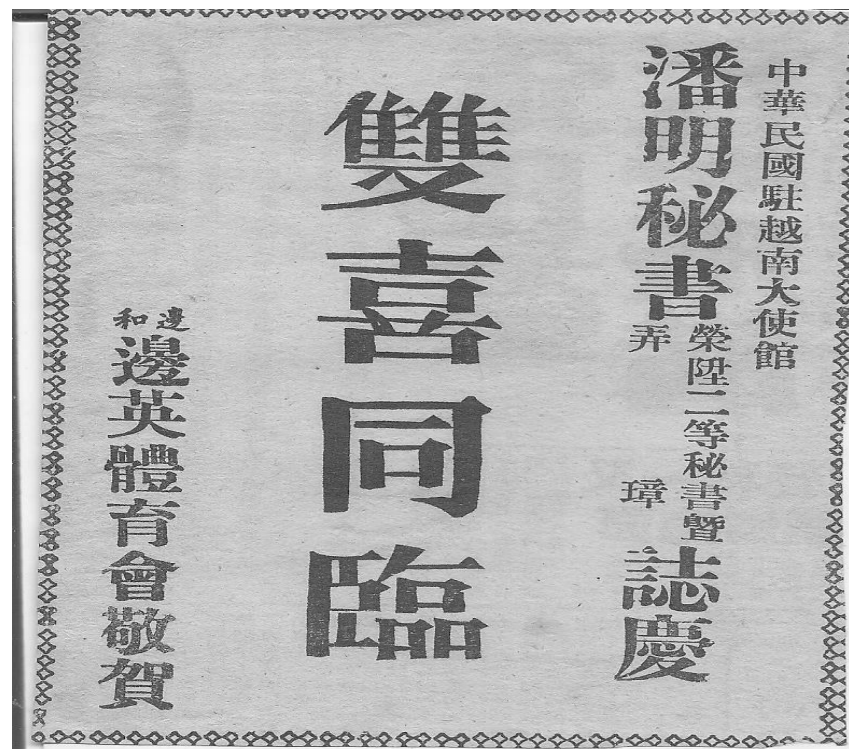 中華民國駐越南大使館
潘明秘書
榮陞二等秘書暨
弄璋
誌慶
雙喜同臨
邊和
邊英體育會敬賀